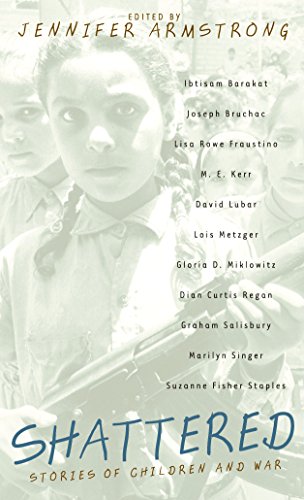 EDITED BY
JENNIFER ARMSTRONG
Ibtisam Barakat
Joseph Bruchac
Lisa Rowe Fraustino
M. E. Kerr
David Lubar
Lois Metzger
Gloria D. Miklowitz
Dian Curtis Regan
Graham Salisbury
Marilyn Singer
Suzanne Fisher Staples
SHATTERED
STORIES OF CHILDREN AND WAR